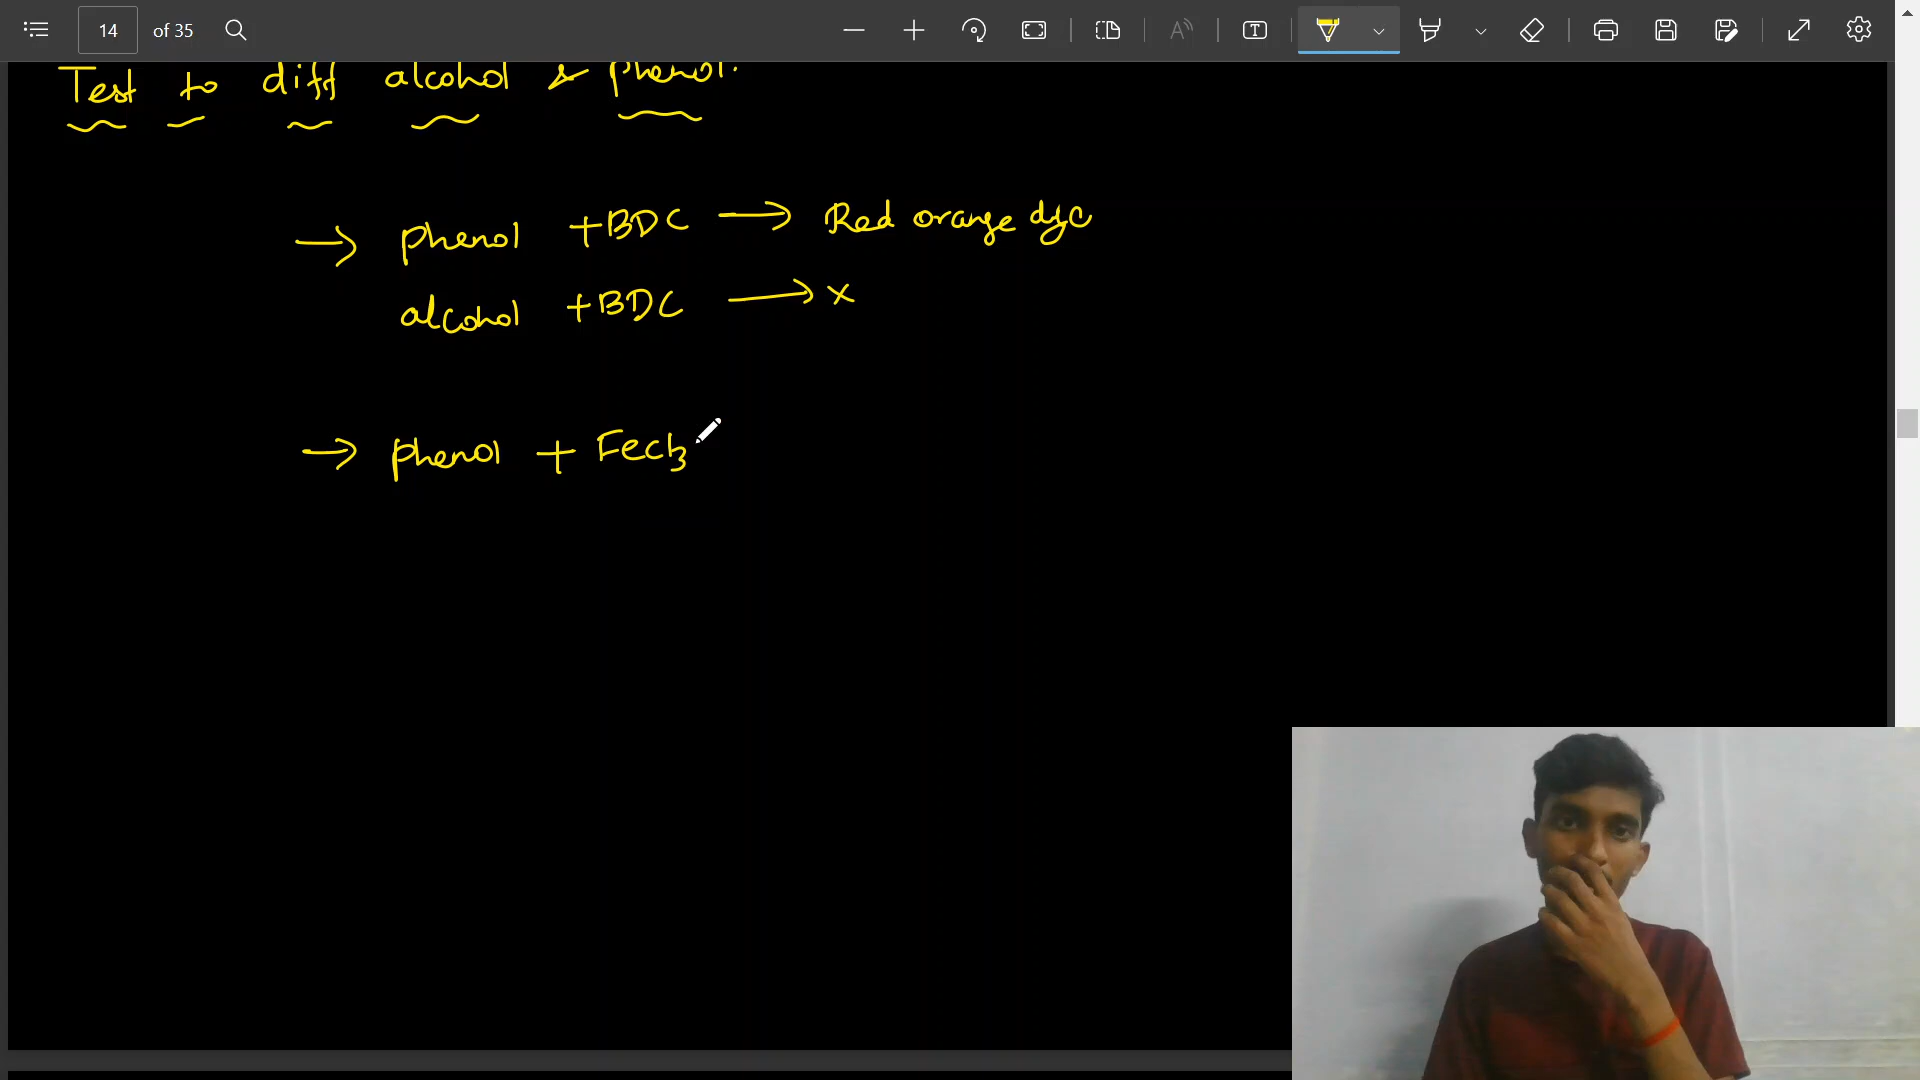 14 of 35
Test to diff alcohol & phenol.
→ phenol + BDC → Red orange dye
alcohol + BDC → x
→ phenol + FeCl3